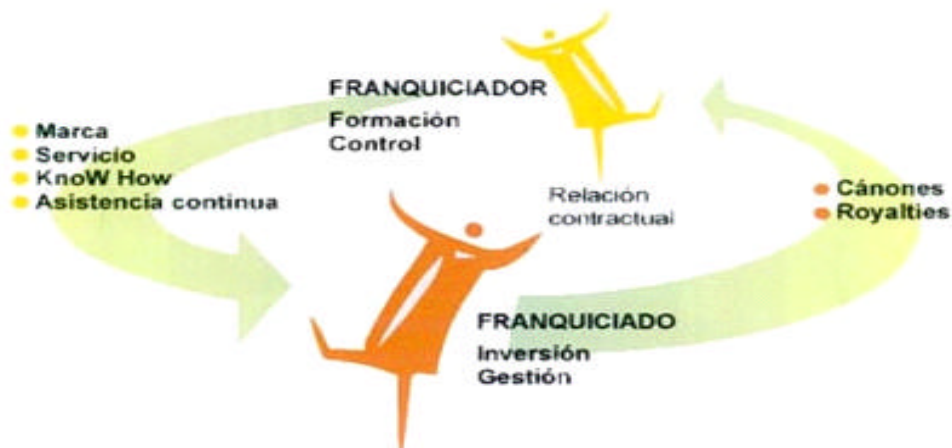 FRANQUICIADOR
Formación
Control
Marca
Servicio
KnoW How
Asistencia continua
Relación
contractual
Cánones
Royalties
FRANQUICIADO
Inversión
Gestión